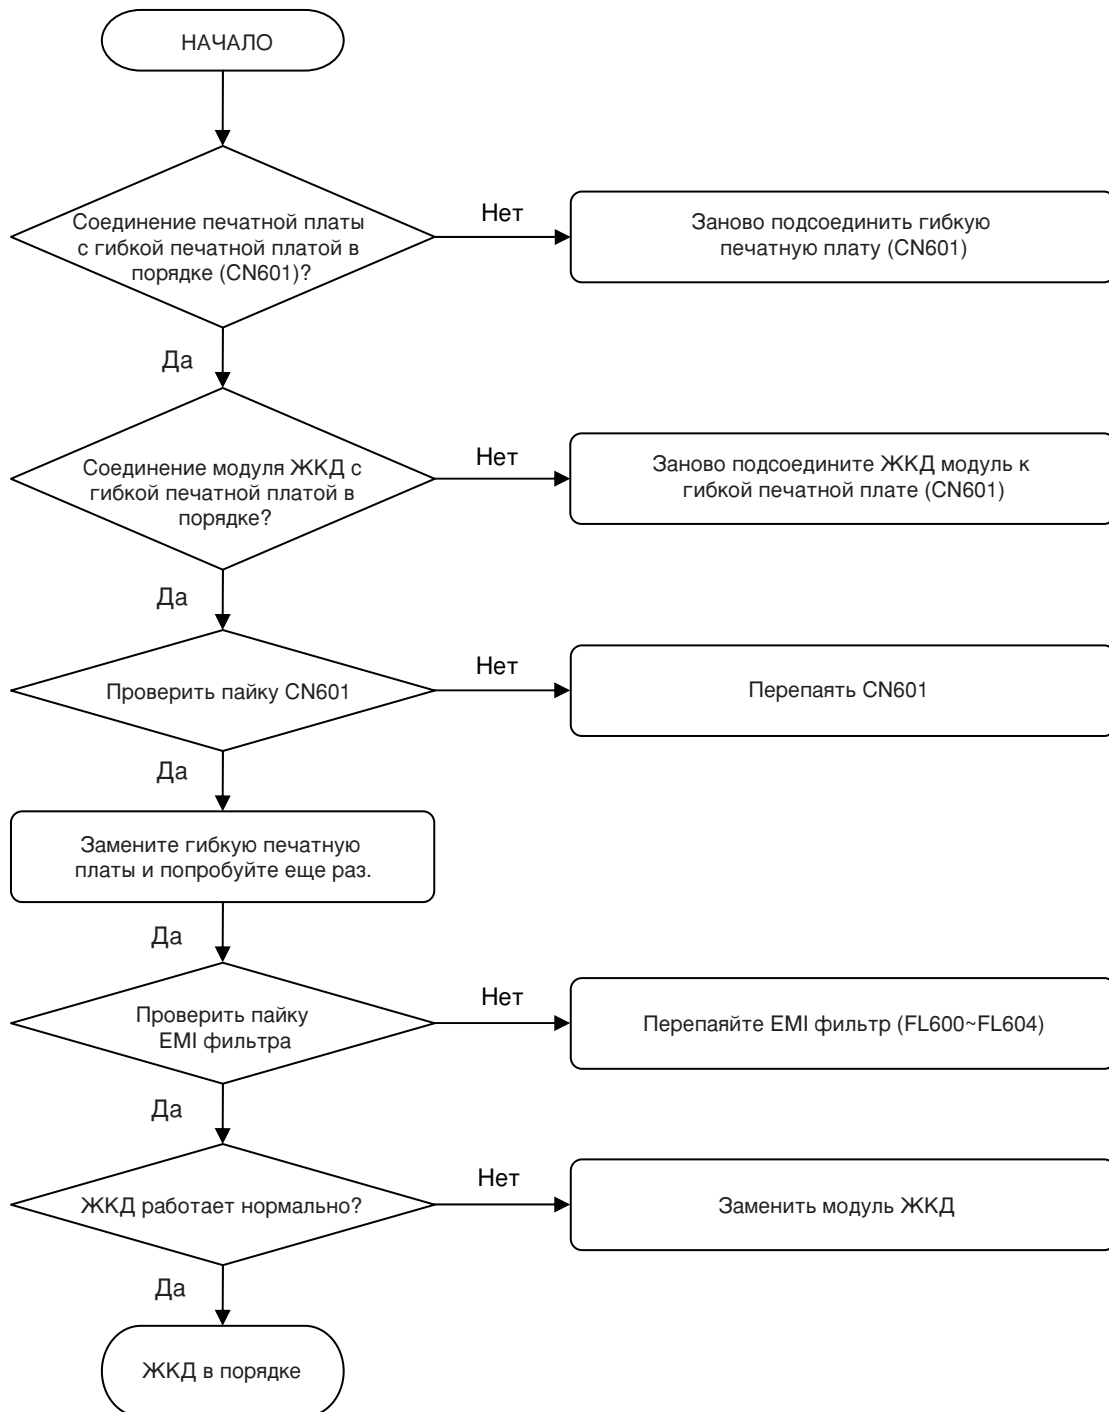 НАЧАЛО
Соединение печатной платы
с гибкой печатной платой в
порядке (CN601)?
Нет
Заново подсоединить гибкую
печатную плату (CN601)
Да
Соединение модуля ЖКД с
гибкой печатной платой в
порядке?
Нет
Заново подсоедините ЖКД модуль к
гибкой печатной плате (CN601)
Да
Проверить пайку CN601
Нет
Перепаять CN601
Да
Замените гибкую печатную
платы и попробуйте еще раз.
Да
Проверить пайку
EMI фильтра
Нет
Перепаяйте EMI фильтр (FL600~FL604)
Да
ЖКД работает нормально?
Нет
Заменить модуль ЖКД
Да
ЖКД в порядке